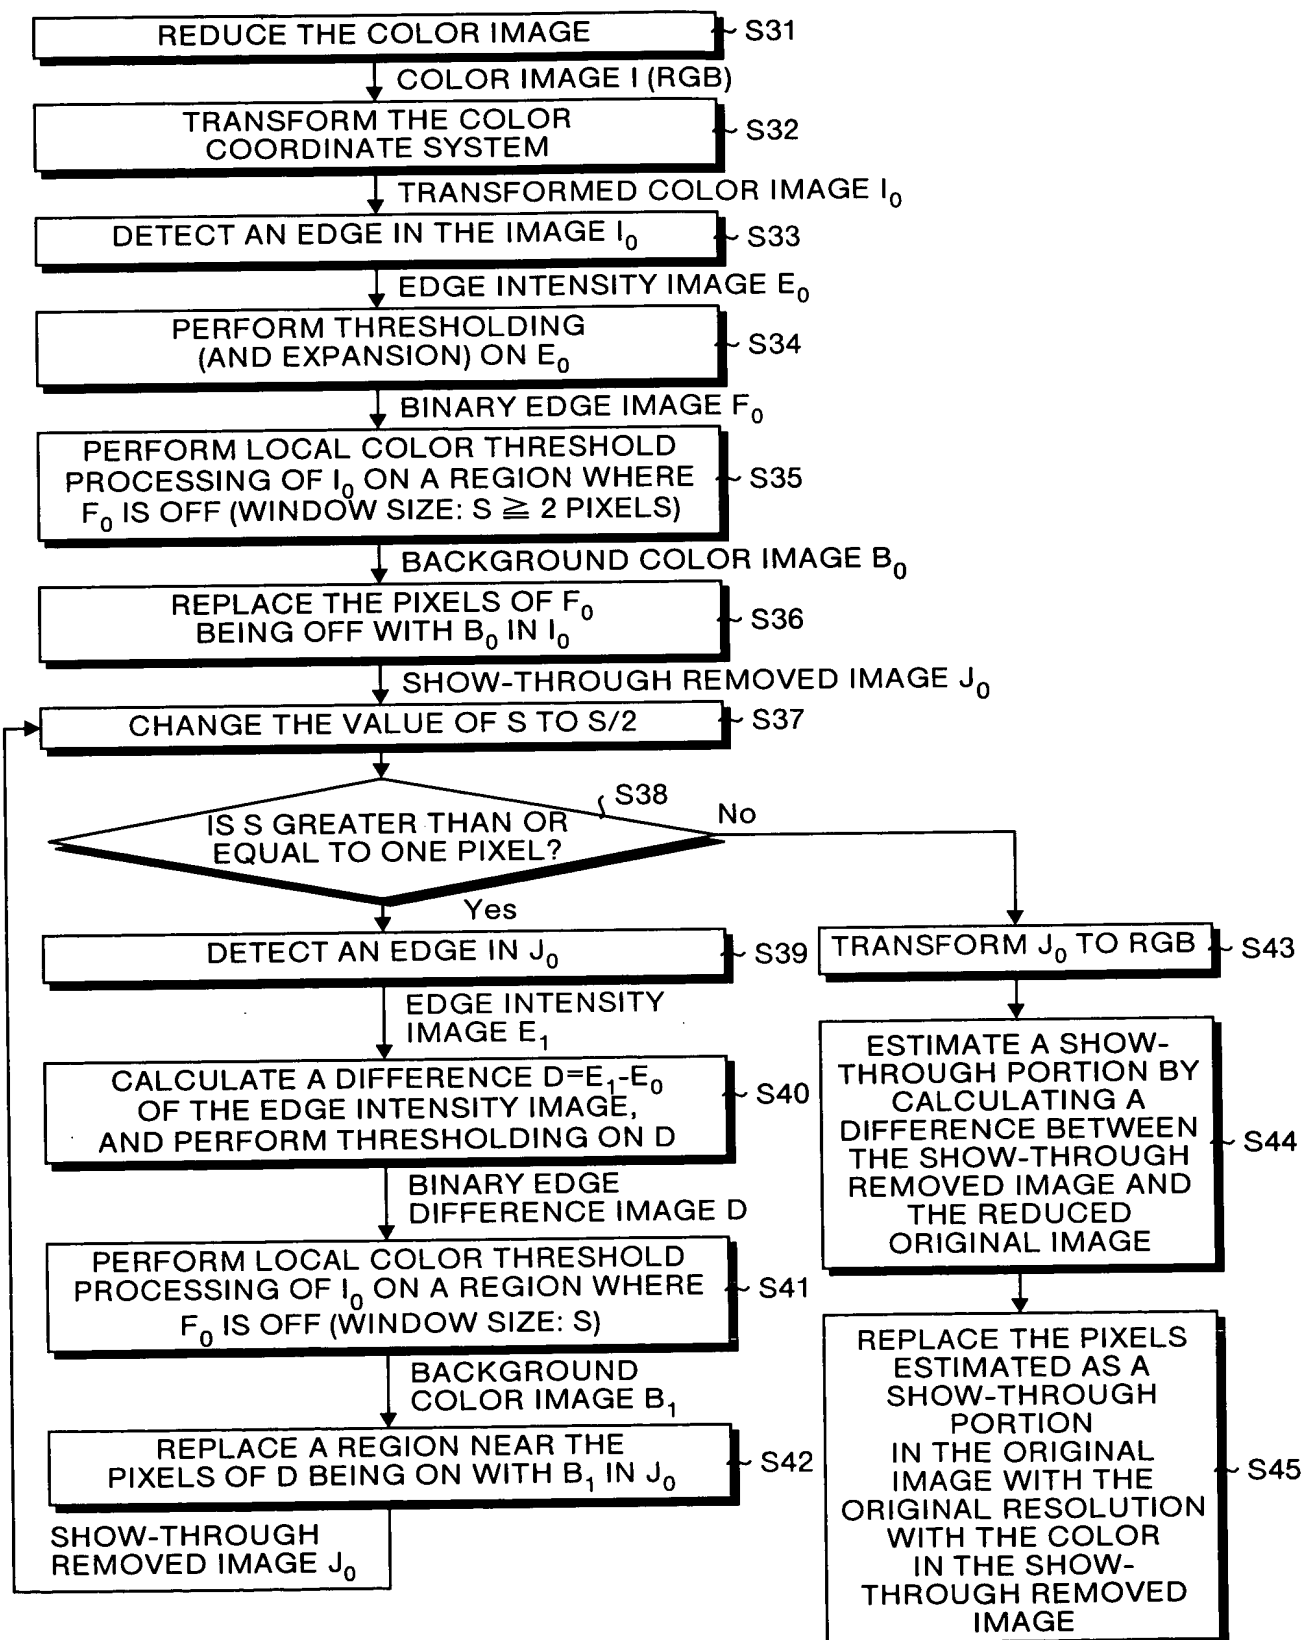 REDUCE THE COLOR IMAGE
S31
COLOR IMAGE I (RGB)
TRANSFORM THE COLOR
COORDINATE SYSTEM
S32
TRANSFORMED COLOR IMAGE I₀
DETECT AN EDGE IN THE IMAGE I₀
S33
EDGE INTENSITY IMAGE E₀
PERFORM THRESHOLDING
(AND EXPANSION) ON E₀
S34
BINARY EDGE IMAGE F₀
PERFORM LOCAL COLOR THRESHOLD
PROCESSING OF I₀ ON A REGION WHERE
F₀ IS OFF (WINDOW SIZE: S ≧ 2 PIXELS)
S35
BACKGROUND COLOR IMAGE B₀
REPLACE THE PIXELS OF F₀
BEING OFF WITH B₀ IN I₀
S36
SHOW-THROUGH REMOVED IMAGE J₀
CHANGE THE VALUE OF S TO S/2
S37
IS S GREATER THAN OR
EQUAL TO ONE PIXEL?
S38
No
Yes
DETECT AN EDGE IN J₀
S39
EDGE INTENSITY
IMAGE E₁
CALCULATE A DIFFERENCE D=E₁-E₀
OF THE EDGE INTENSITY IMAGE,
AND PERFORM THRESHOLDING ON D
S40
BINARY EDGE
DIFFERENCE IMAGE D
PERFORM LOCAL COLOR THRESHOLD
PROCESSING OF I₀ ON A REGION WHERE
F₀ IS OFF (WINDOW SIZE: S)
S41
BACKGROUND
COLOR IMAGE B₁
REPLACE A REGION NEAR THE
PIXELS OF D BEING ON WITH B₁ IN J₀
S42
SHOW-THROUGH
REMOVED IMAGE J₀
TRANSFORM J₀ TO RGB
S43
ESTIMATE A SHOW-
THROUGH PORTION BY
CALCULATING A
DIFFERENCE BETWEEN
THE SHOW-THROUGH
REMOVED IMAGE AND
THE REDUCED
ORIGINAL IMAGE
S44
REPLACE THE PIXELS
ESTIMATED AS A
SHOW-THROUGH
PORTION
IN THE ORIGINAL
IMAGE WITH THE
ORIGINAL RESOLUTION
WITH THE COLOR
IN THE SHOW-
THROUGH REMOVED
IMAGE
S45